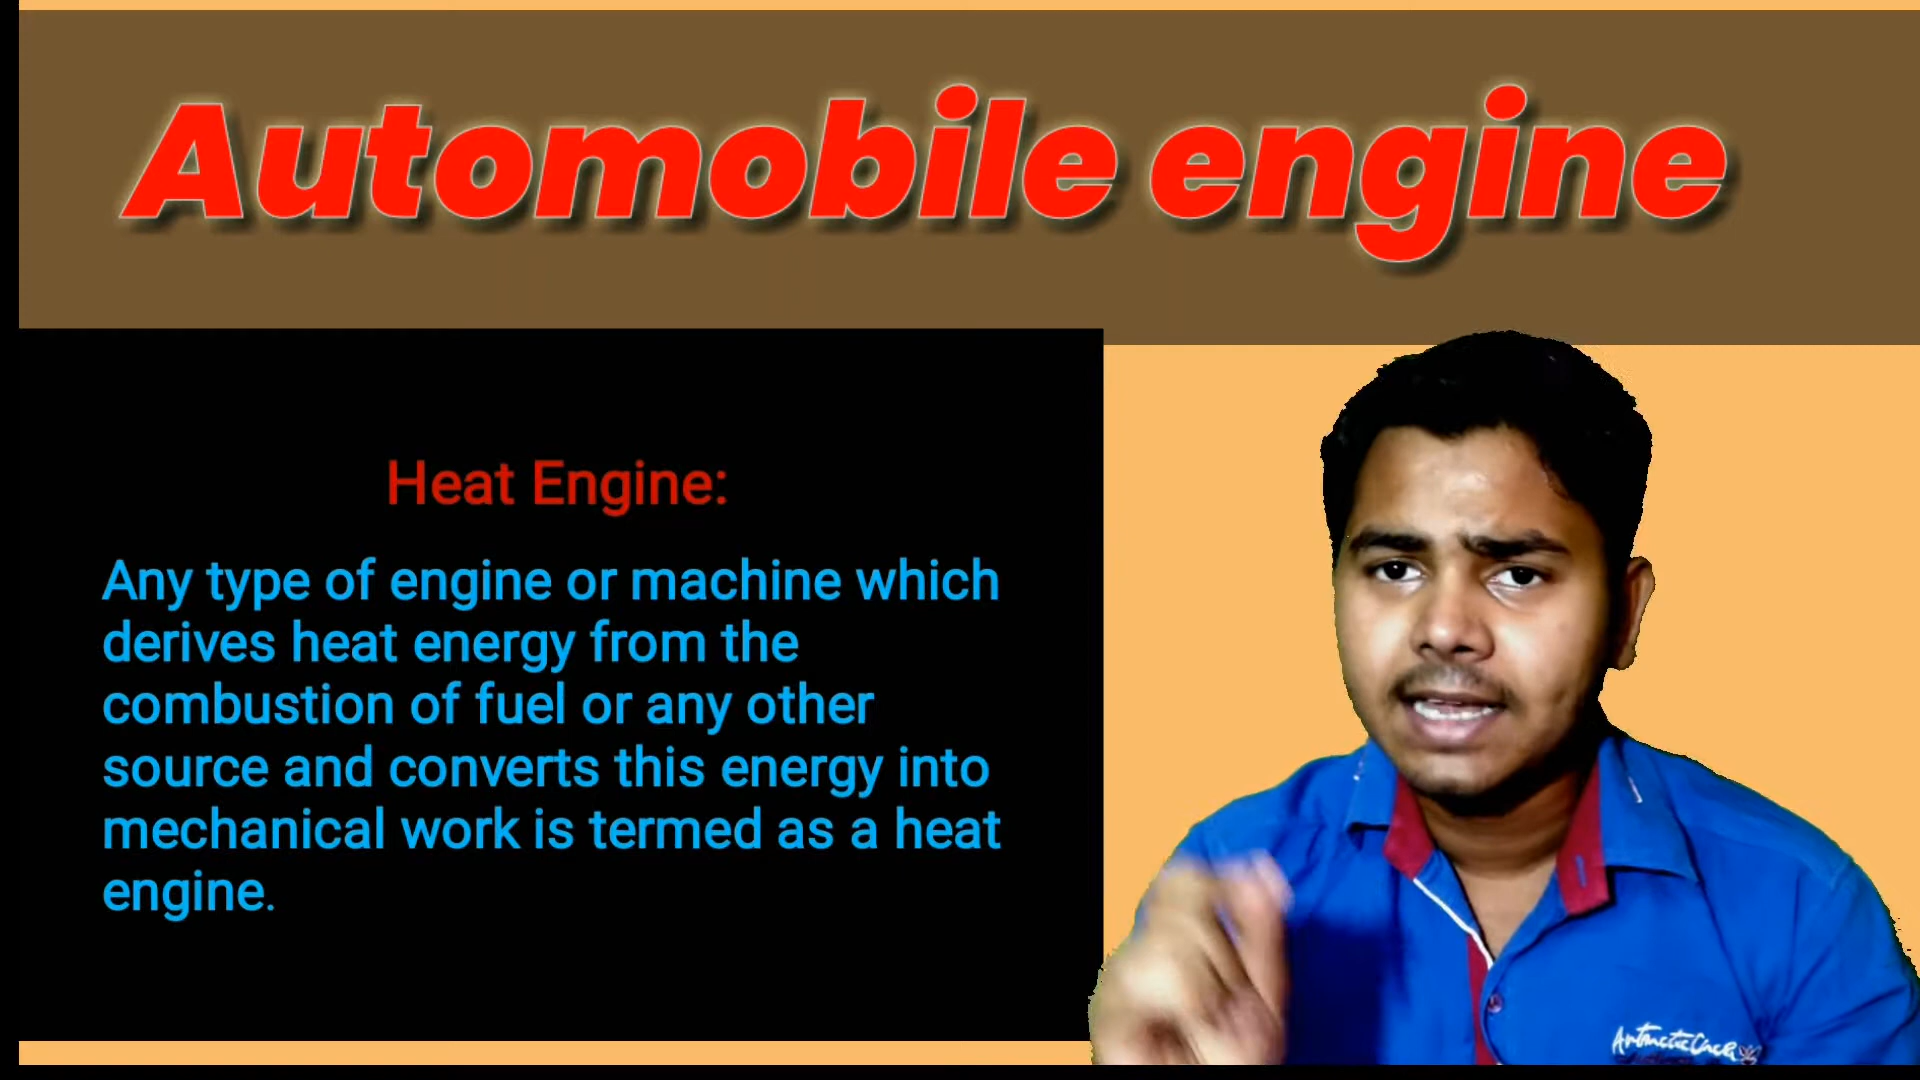 Automobile engine
Heat Engine:
Any type of engine or machine which
derives heat energy from the
combustion of fuel or any other
source and converts this energy into
mechanical work is termed as a heat
engine.